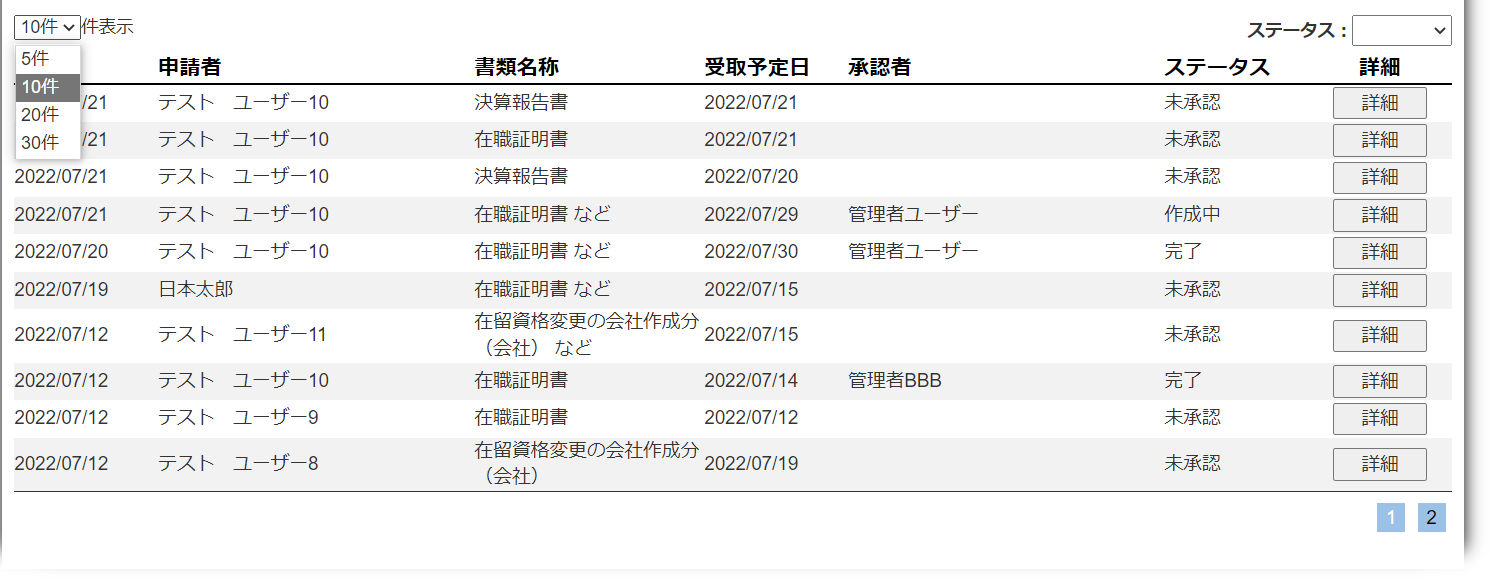 10件 件表示 ステータス：
5件
10件
20件
30件
申請者 書類名称 受取予定日 承認者 ステータス 詳細
/21 テスト　ユーザー10 決算報告書 2022/07/21 未承認 詳細
/21 テスト　ユーザー10 在職証明書 2022/07/21 未承認 詳細
2022/07/21 テスト　ユーザー10 決算報告書 2022/07/20 未承認 詳細
2022/07/21 テスト　ユーザー10 在職証明書 など 2022/07/29 管理者ユーザー 作成中 詳細
2022/07/20 テスト　ユーザー10 在職証明書 など 2022/07/30 管理者ユーザー 完了 詳細
2022/07/19 日本太郎 在職証明書 など 2022/07/15 未承認 詳細
2022/07/12 テスト　ユーザー11 在留資格変更の会社作成分 2022/07/15 未承認 詳細
（会社） など
2022/07/12 テスト　ユーザー10 在職証明書 2022/07/14 管理者BBB 完了 詳細
2022/07/12 テスト　ユーザー9 在職証明書 2022/07/12 未承認 詳細
2022/07/12 テスト　ユーザー8 在留資格変更の会社作成分 2022/07/19 未承認 詳細
（会社）
1 2